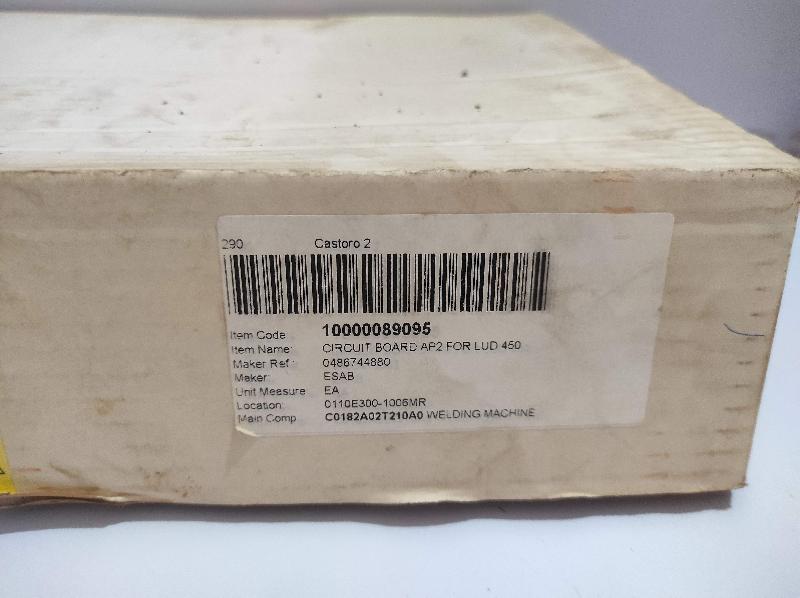 290 Castoro 2
Item Code 10000089095
Item Name: CIRCUIT BOARD AP2 FOR LUD 450
Maker Ref : 0486744880
Maker: ESAB
Unit Measure EA
Location: 0110E300-1006MR
Main Comp C0182A02T210A0 WELDING MACHINE